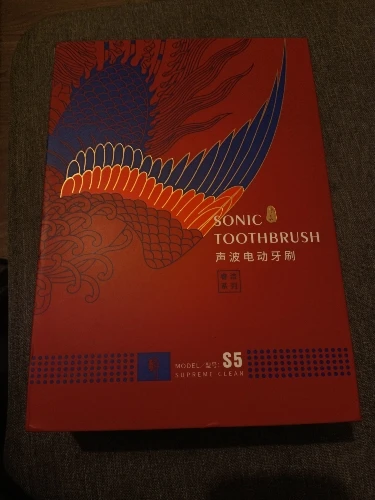 SONIC
TOOTHBRUSH
声波电动牙刷
MODEL/型号: S5
SUPREME CLEAN